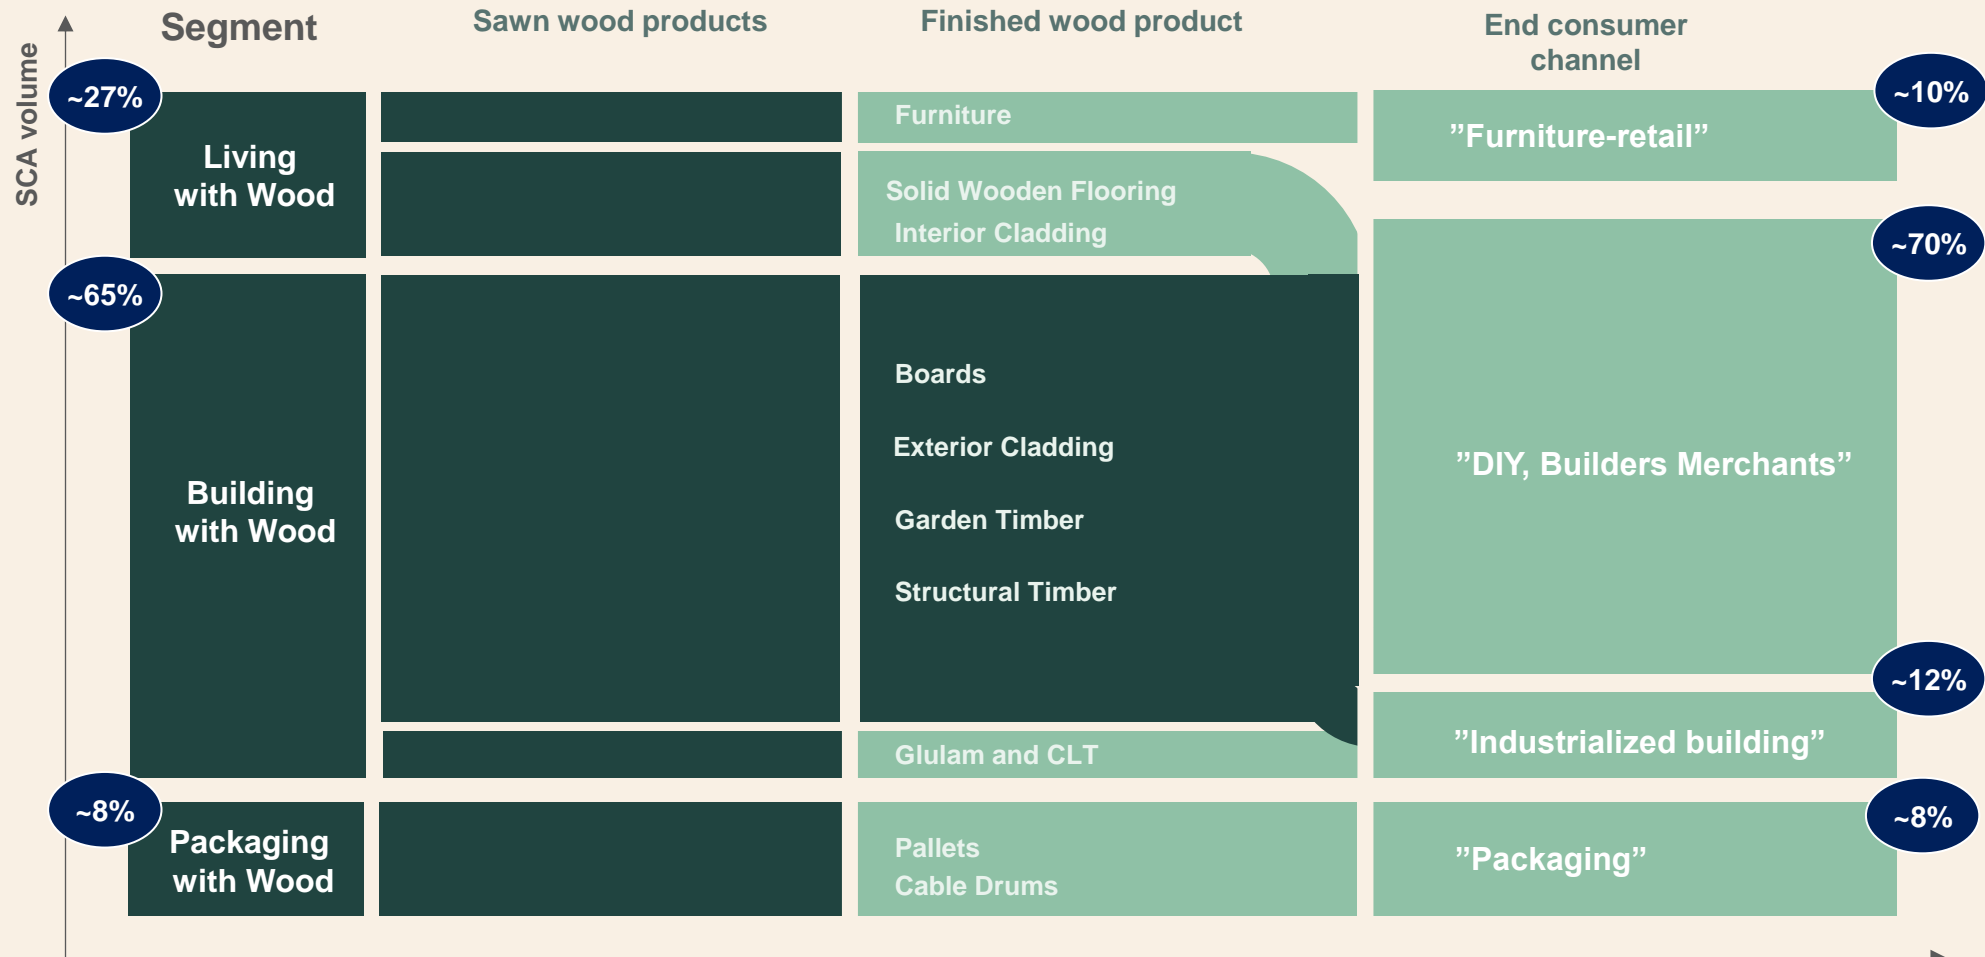 SCA volume
Segment
Sawn wood products
Finished wood product
End consumer
channel
~27%
Living
with Wood
Furniture
Solid Wooden Flooring
Interior Cladding
”Furniture-retail”
~10%
~65%
Building
with Wood
Boards
Exterior Cladding
Garden Timber
Structural Timber
Glulam and CLT
~70%
”DIY, Builders Merchants”
~12%
”Industrialized building”
~8%
Packaging
with Wood
Pallets
Cable Drums
”Packaging”
~8%